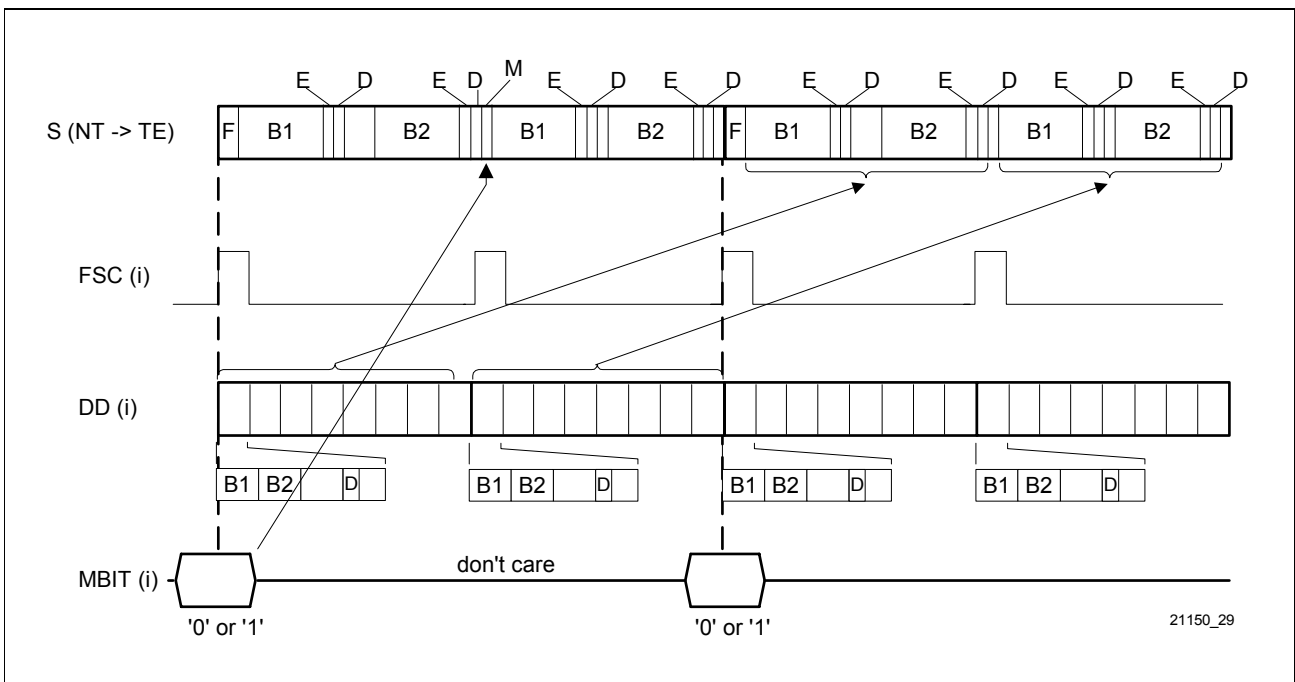 E D E D M E D E D E D E D E D E D
S (NT -> TE) F B1 B2 B1 B2 F B1 B2 B1 B2
FSC (i)
DD (i)
B1 B2 D B1 B2 D B1 B2 D B1 B2 D
MBIT (i) don't care
'0' or '1' '0' or '1' 21150_29